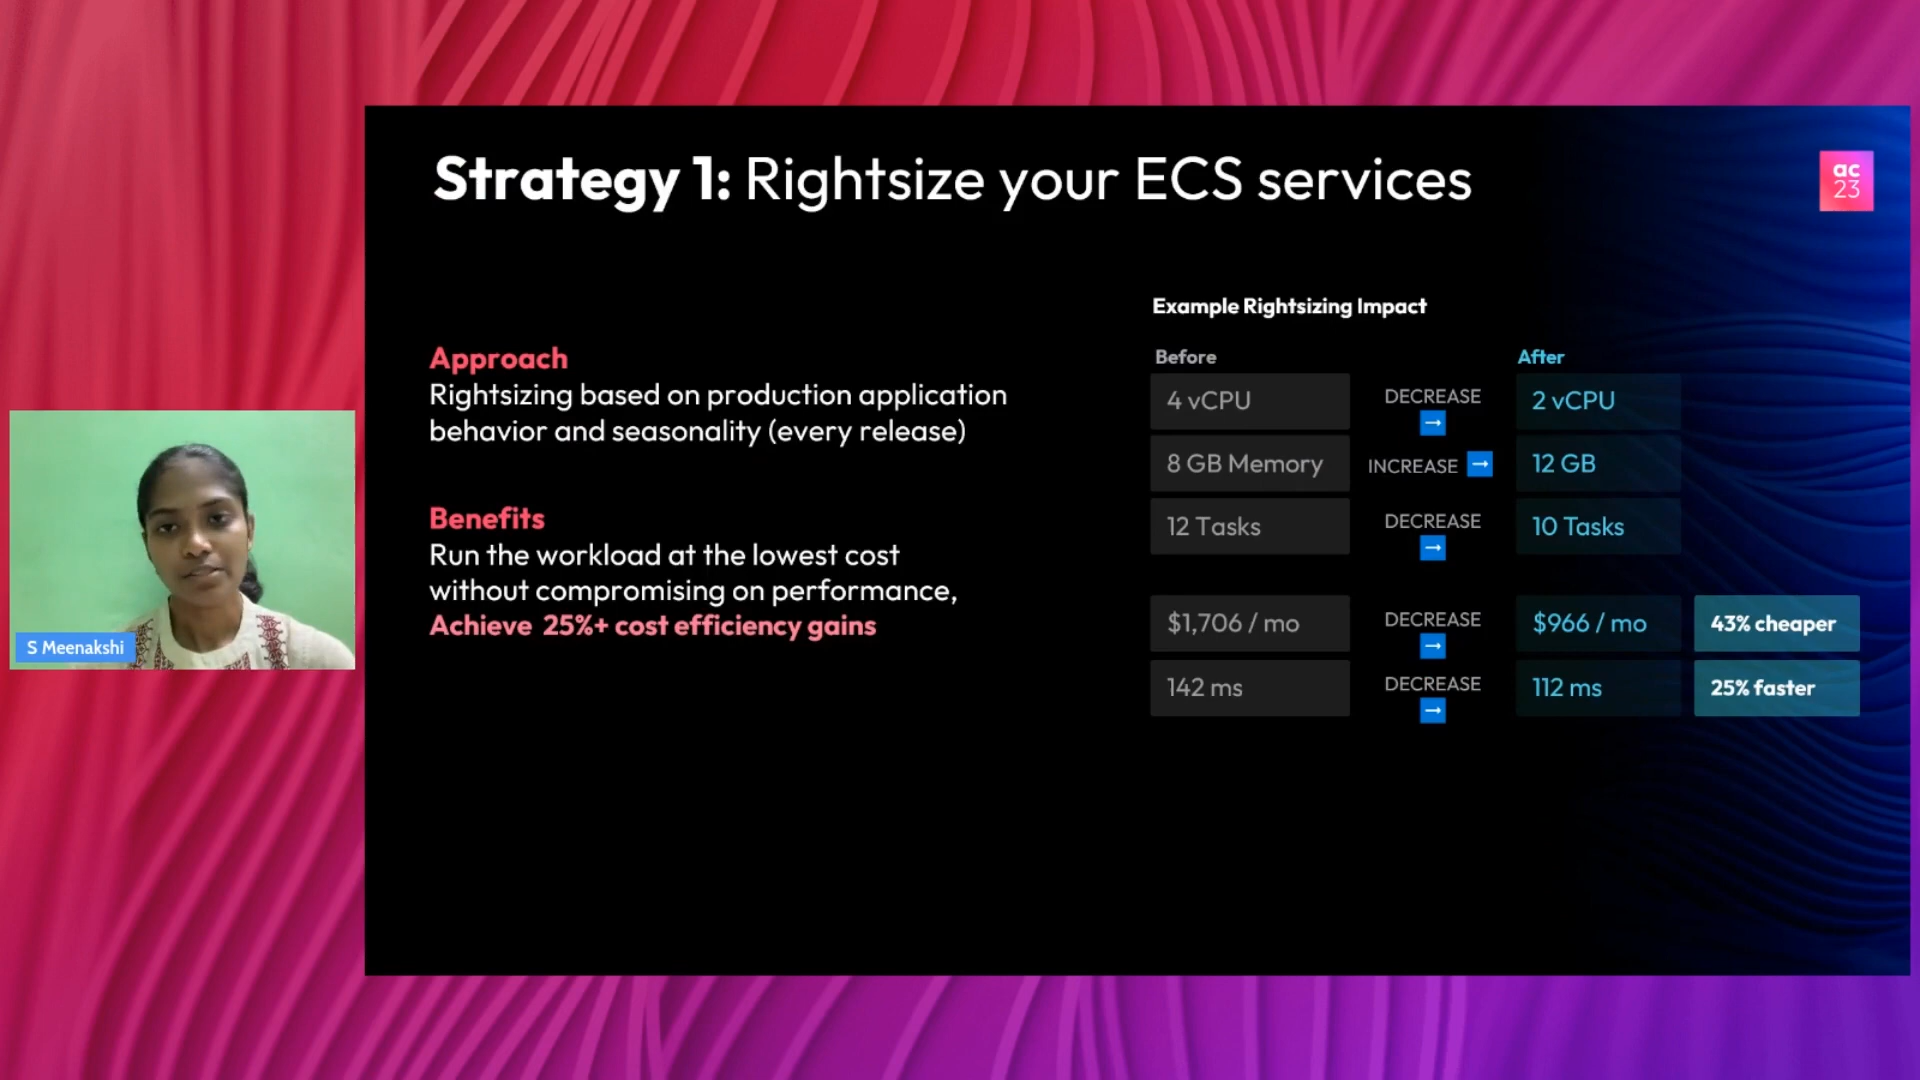 Strategy 1: Rightsize your ECS services
ac
23
Approach
Rightsizing based on production application
behavior and seasonality (every release)
Benefits
Run the workload at the lowest cost
without compromising on performance,
Achieve 25%+ cost efficiency gains
Example Rightsizing Impact
Before
After
4 vCPU
DECREASE
2 vCPU
8 GB Memory
INCREASE
12 GB
12 Tasks
DECREASE
10 Tasks
$1,706 / mo
DECREASE
$966 / mo
43% cheaper
142 ms
DECREASE
112 ms
25% faster
S Meenakshi